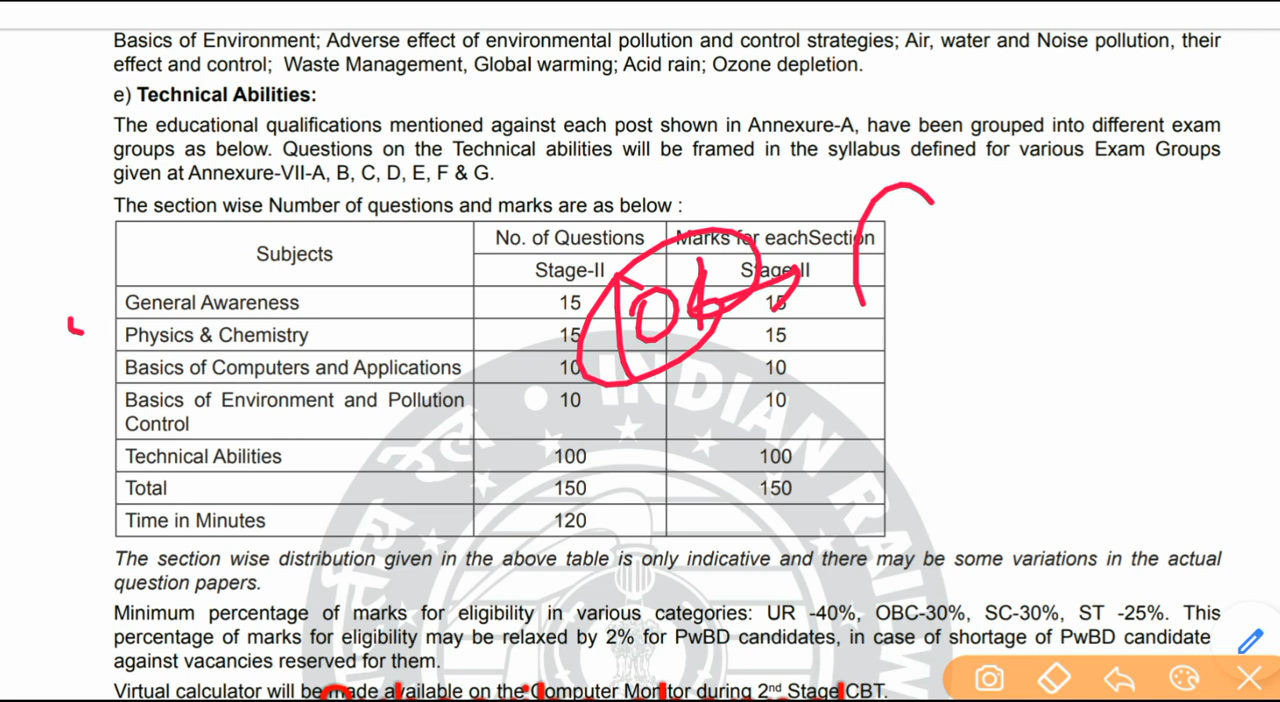 Basics of Environment; Adverse effect of environmental pollution and control strategies; Air, water and Noise pollution, their
effect and control; Waste Management, Global warming; Acid rain; Ozone depletion.
e) Technical Abilities:
The educational qualifications mentioned against each post shown in Annexure-A, have been grouped into different exam
groups as below. Questions on the Technical abilities will be framed in the syllabus defined for various Exam Groups
given at Annexure-VII-A, B, C, D, E, F & G.
The section wise Number of questions and marks are as below :
Subjects No. of Questions Marks for eachSection
Stage-II Stage-II
General Awareness 15 15
Physics & Chemistry 15 15
Basics of Computers and Applications 10 10
Basics of Environment and Pollution 10 10
Control
Technical Abilities 100 100
Total 150 150
Time in Minutes 120
The section wise distribution given in the above table is only indicative and there may be some variations in the actual
question papers.
Minimum percentage of marks for eligibility in various categories: UR -40%, OBC-30%, SC-30%, ST -25%. This
percentage of marks for eligibility may be relaxed by 2% for PwBD candidates, in case of shortage of PwBD candidate
against vacancies reserved for them.
Virtual calculator will be made available on the Computer Monitor during 2nd Stage CBT.
INDIAN RAILW